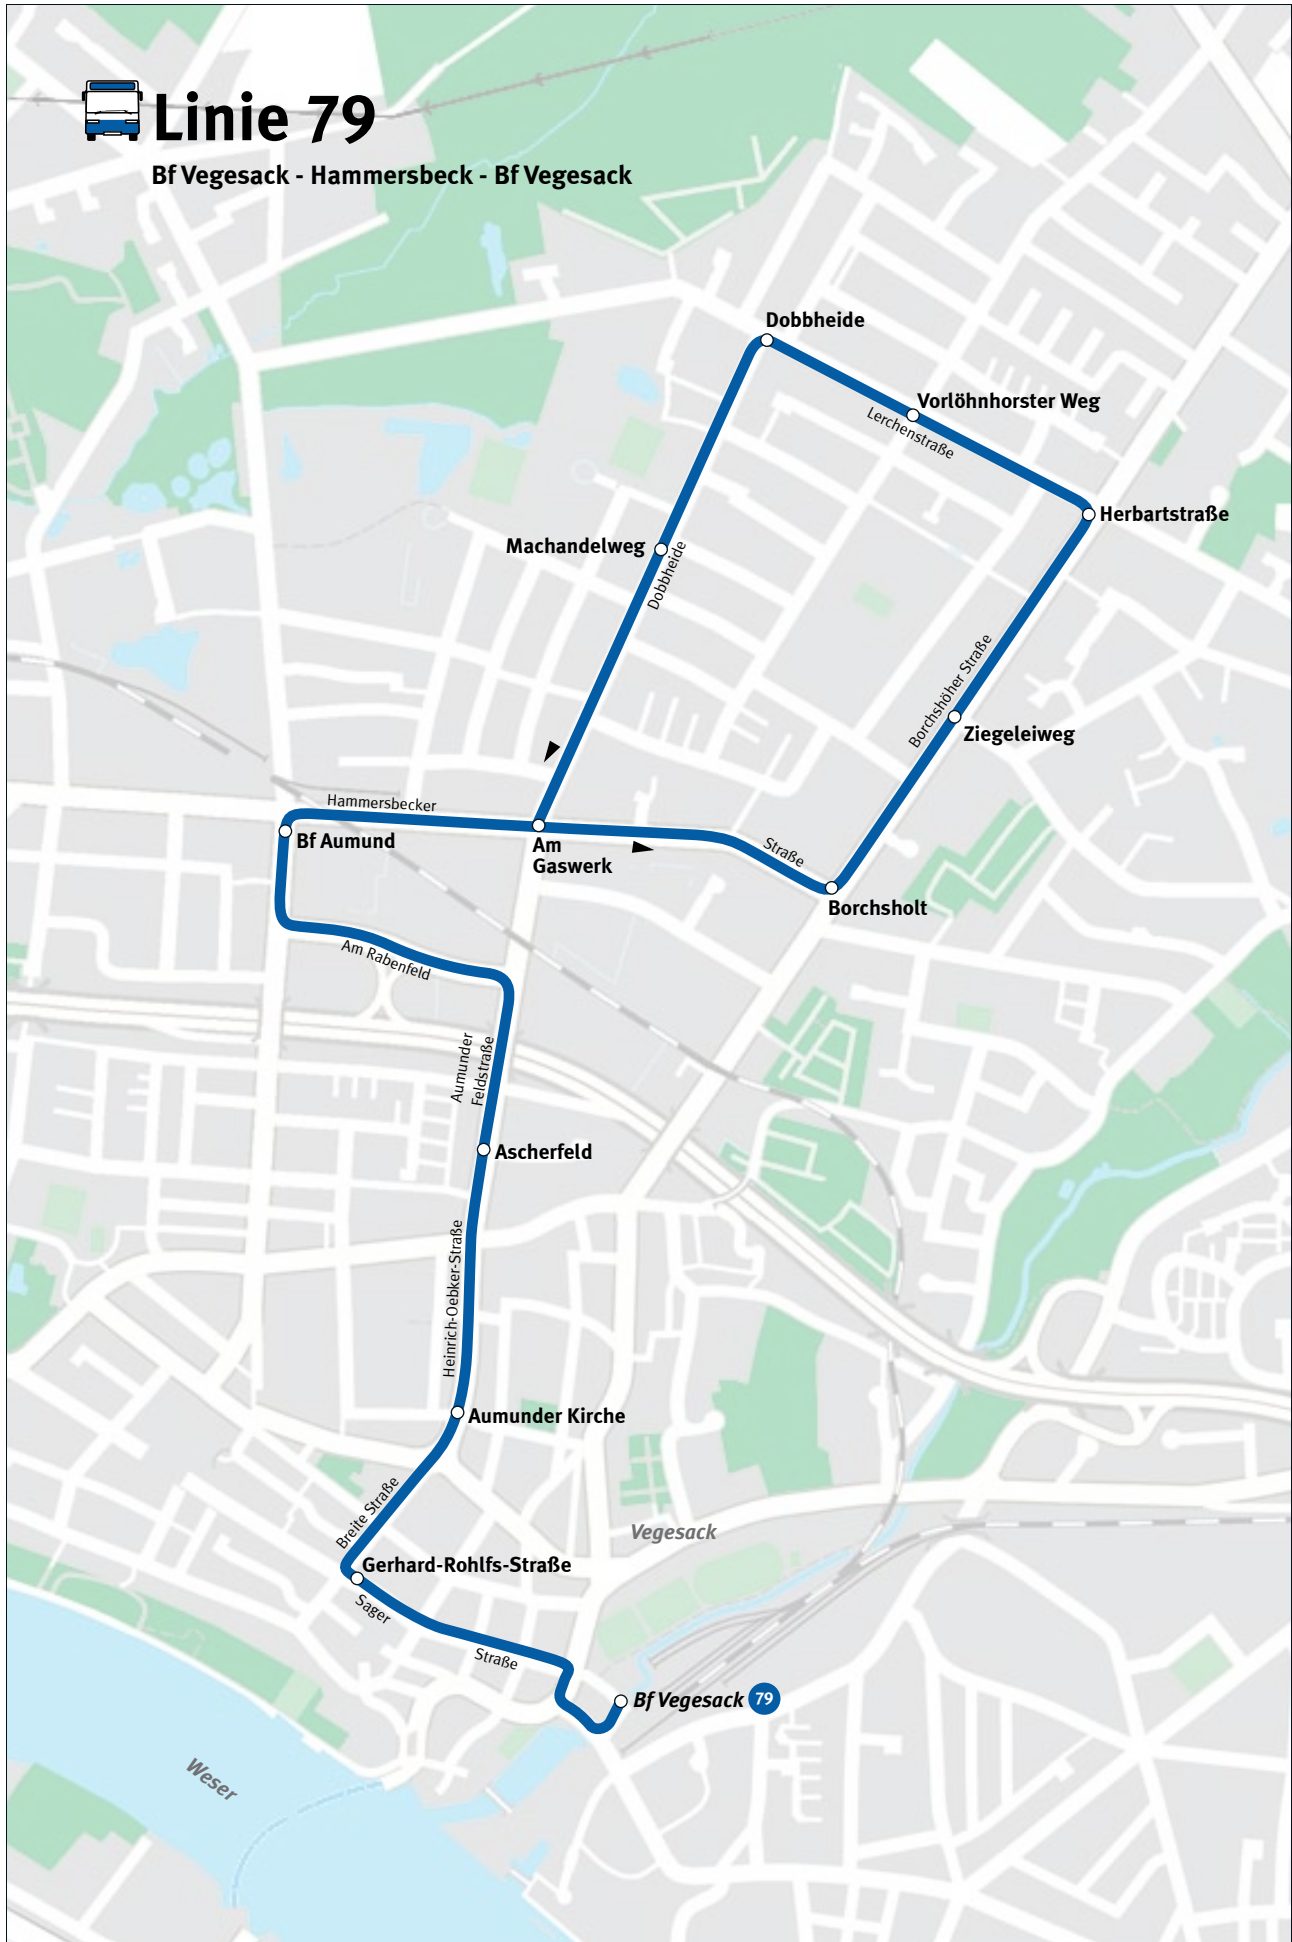 Linie 79
Bf Vegesack - Hammersbeck - Bf Vegesack
Dobbheide
Vorlöhnhorster Weg
Lerchenstraße
Herbartstraße
Machandelweg
Dobbheide
Borchshöher Straße
Ziegeleiweg
Hammersbecker
Bf Aumund
Am
Gaswerk
Straße
Borchsholt
Am Rabenfeld
Aumunder
Feldstraße
Ascherfeld
Heinrich-Oebker-Straße
Aumunder Kirche
Breite Straße
Vegesack
Gerhard-Rohlfs-Straße
Sager
Straße
Bf Vegesack 79
Weser